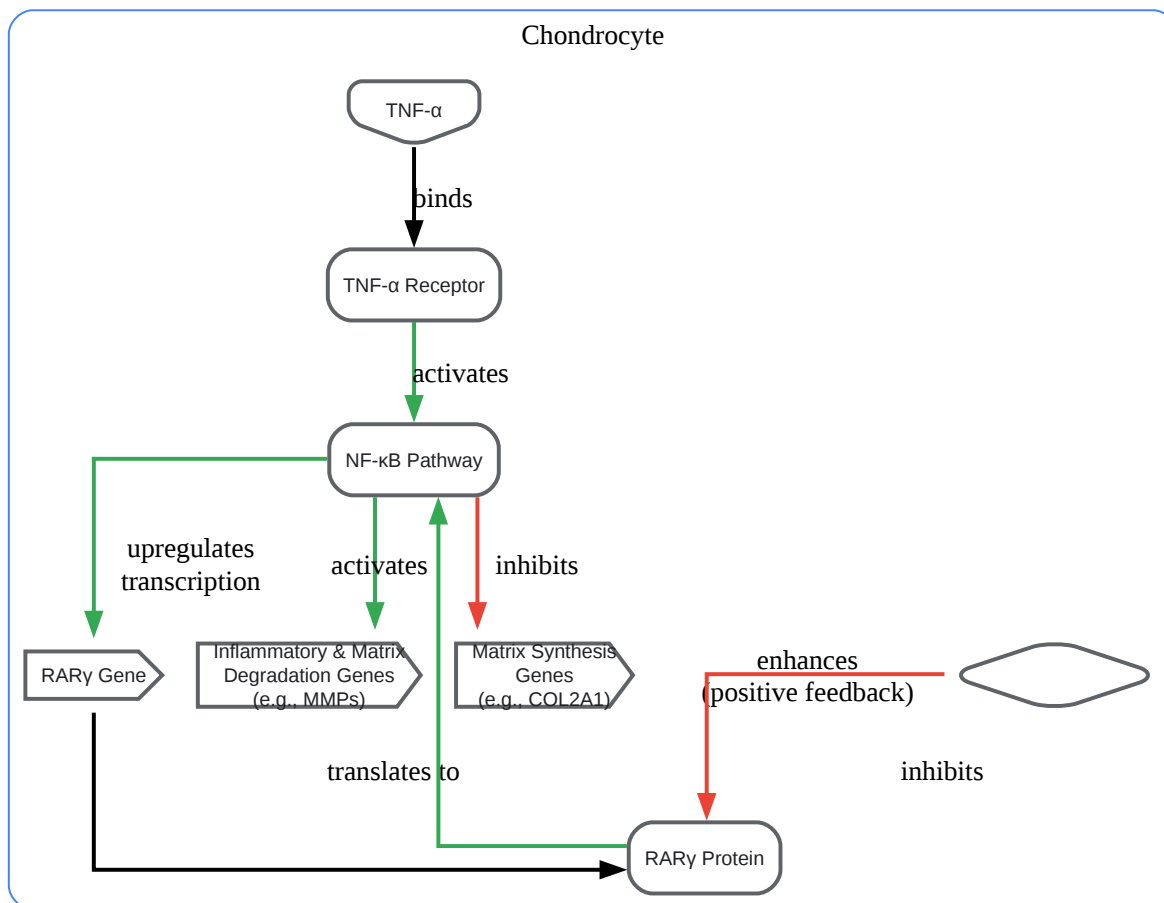 Chondrocyte
TNF-α
binds
TNF-α Receptor
activates
NF-κB Pathway
upregulates
transcription
activates
inhibits
RARγ Gene
Inflammatory & Matrix
Degradation Genes
(e.g., MMPs)
Matrix Synthesis
Genes
(e.g., COL2A1)
enhances
(positive feedback)
translates to
inhibits
RARγ Protein